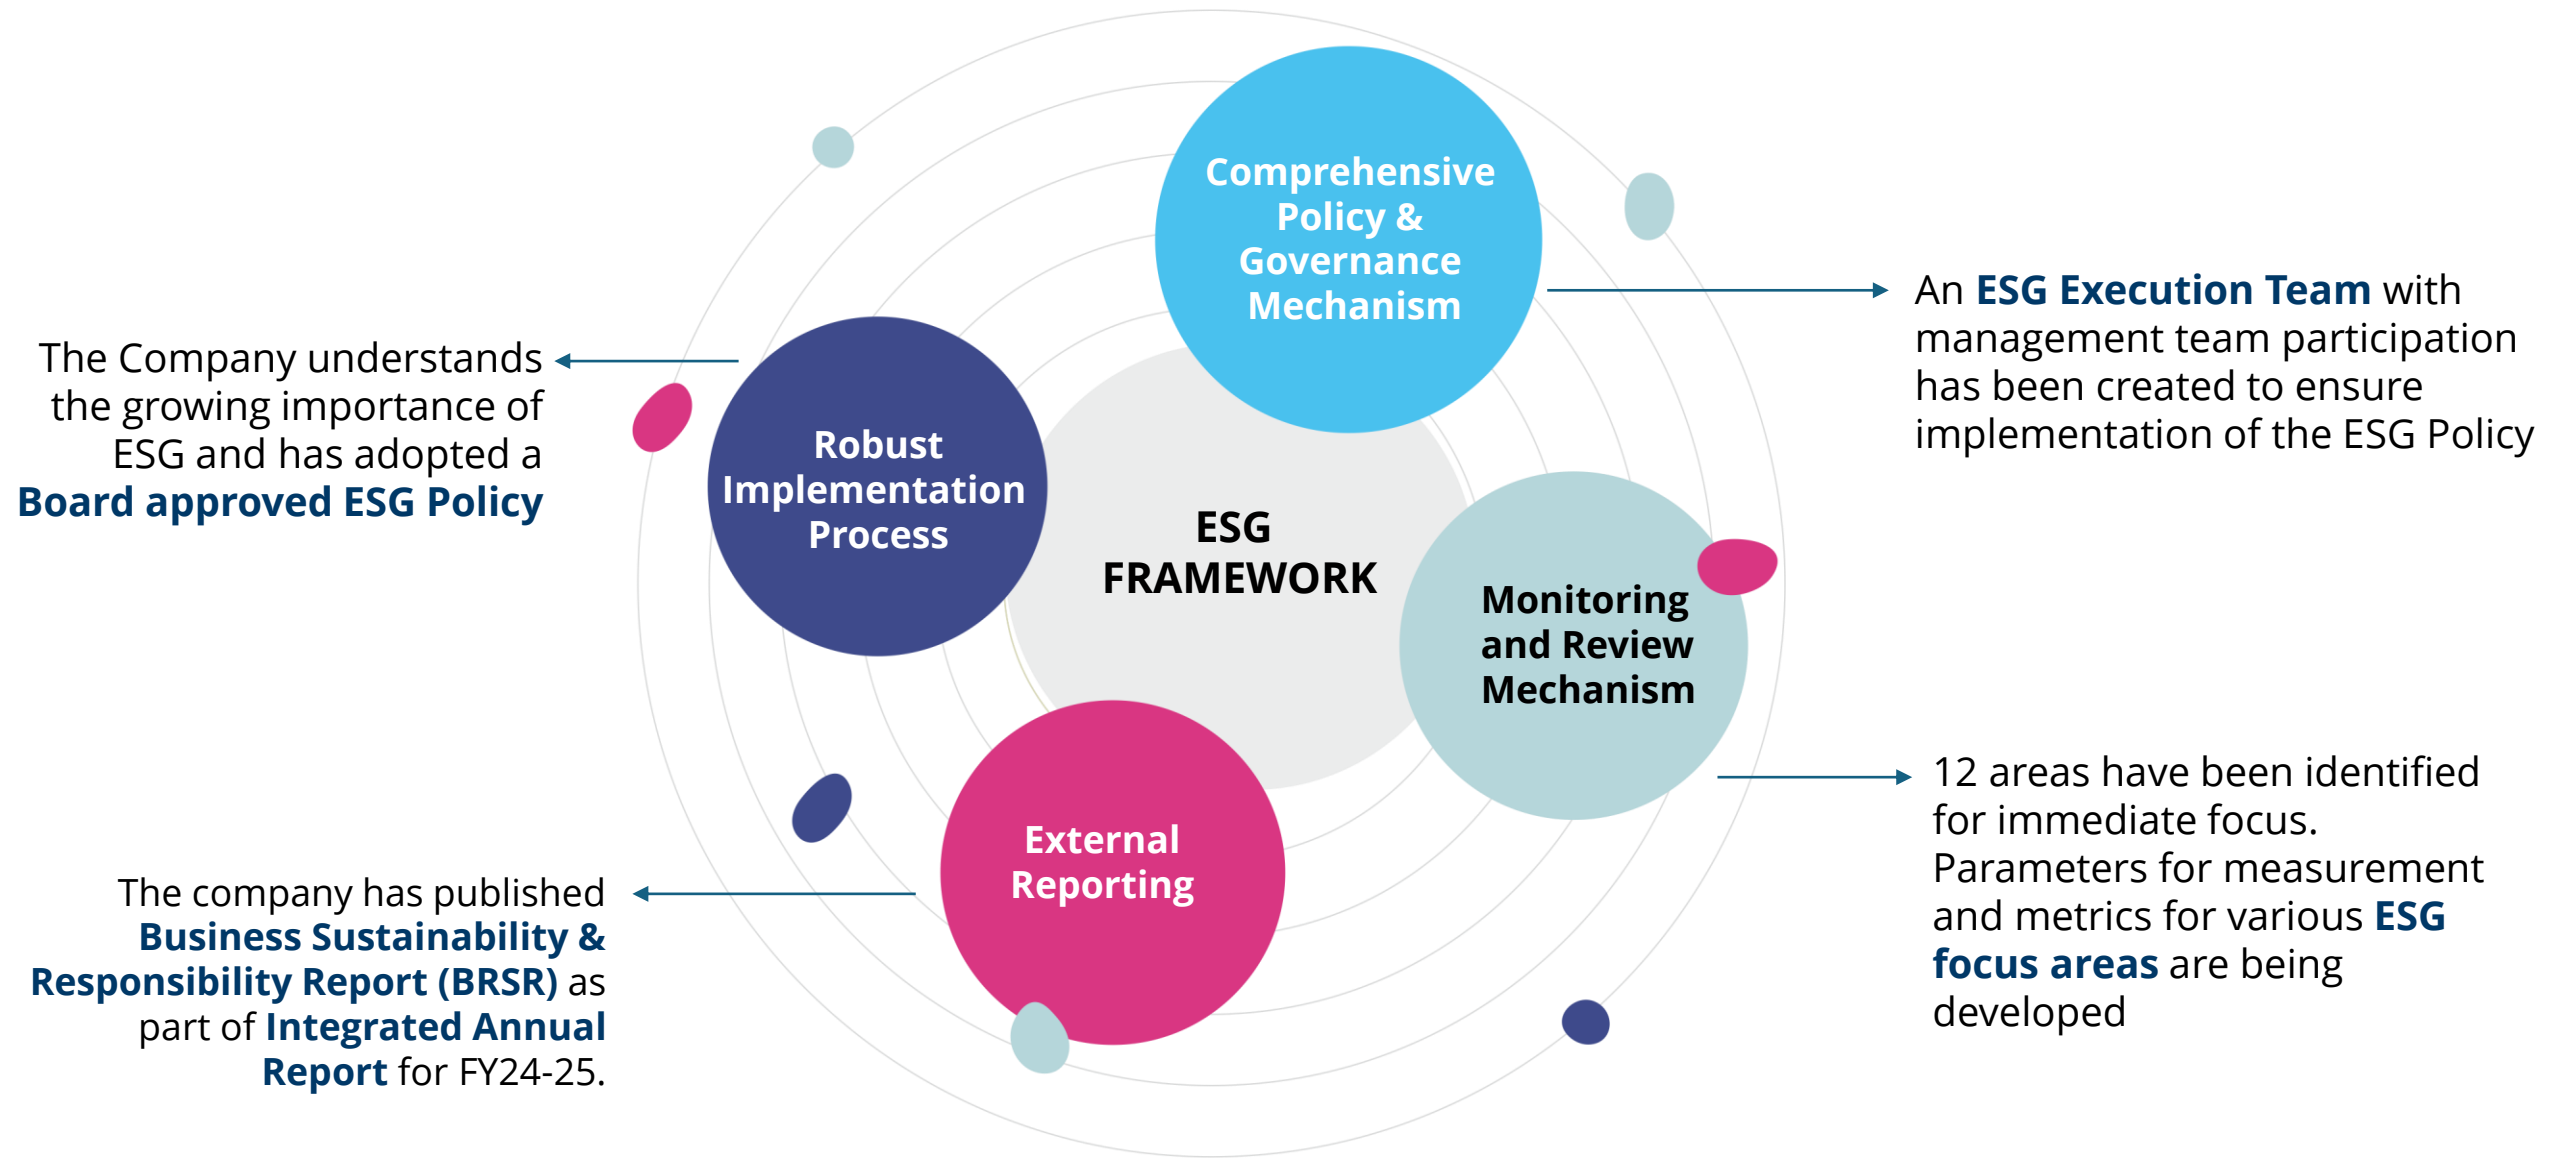 Comprehensive
Policy &
Governance
Mechanism
An ESG Execution Team with
management team participation
has been created to ensure
implementation of the ESG Policy
The Company understands
the growing importance of
ESG and has adopted a
Board approved ESG Policy
Robust
Implementation
Process
ESG
FRAMEWORK
Monitoring
and Review
Mechanism
12 areas have been identified
for immediate focus.
Parameters for measurement
and metrics for various ESG
focus areas are being
developed
External
Reporting
The company has published
Business Sustainability &
Responsibility Report (BRSR) as
part of Integrated Annual
Report for FY24-25.